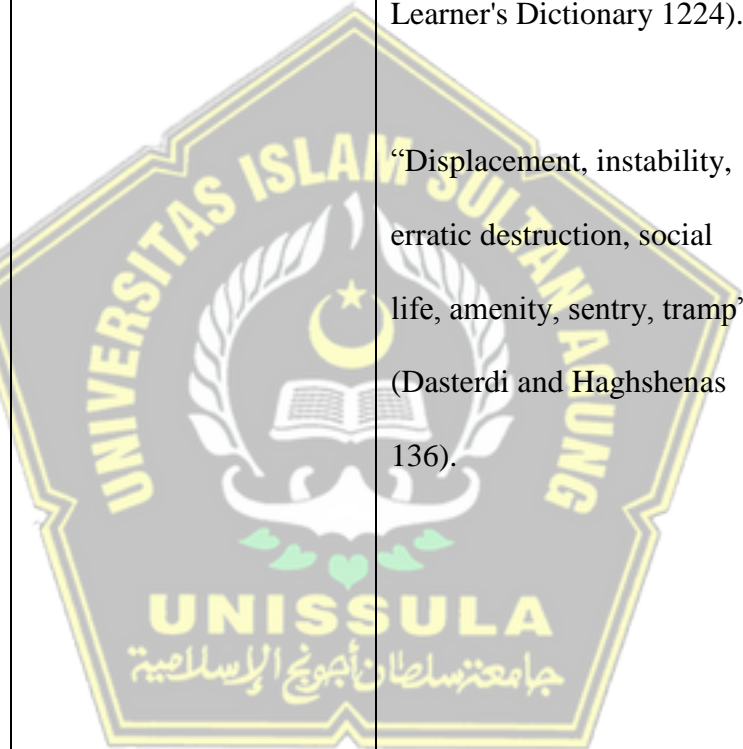 Learner's Dictionary 1224).
“Displacement, instability,
erratic destruction, social
life, amenity, sentry, tramp”
(Dasterdi and Haghshenas
136).
UNIVERSITAS ISLAM SULTAN AGUNG
UNISSULA
جامعة سلطان أجونج الإسلامية